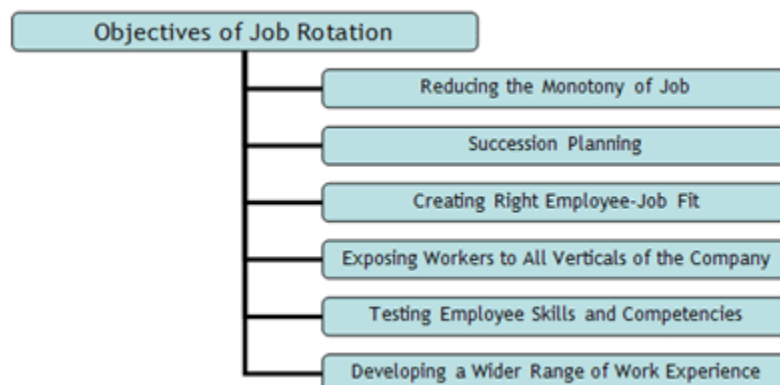 Objectives of Job Rotation
Reducing the Monotony of Job
Succession Planning
Creating Right Employee-Job Fit
Exposing Workers to All Verticals of the Company
Testing Employee Skills and Competencies
Developing a Wider Range of Work Experience